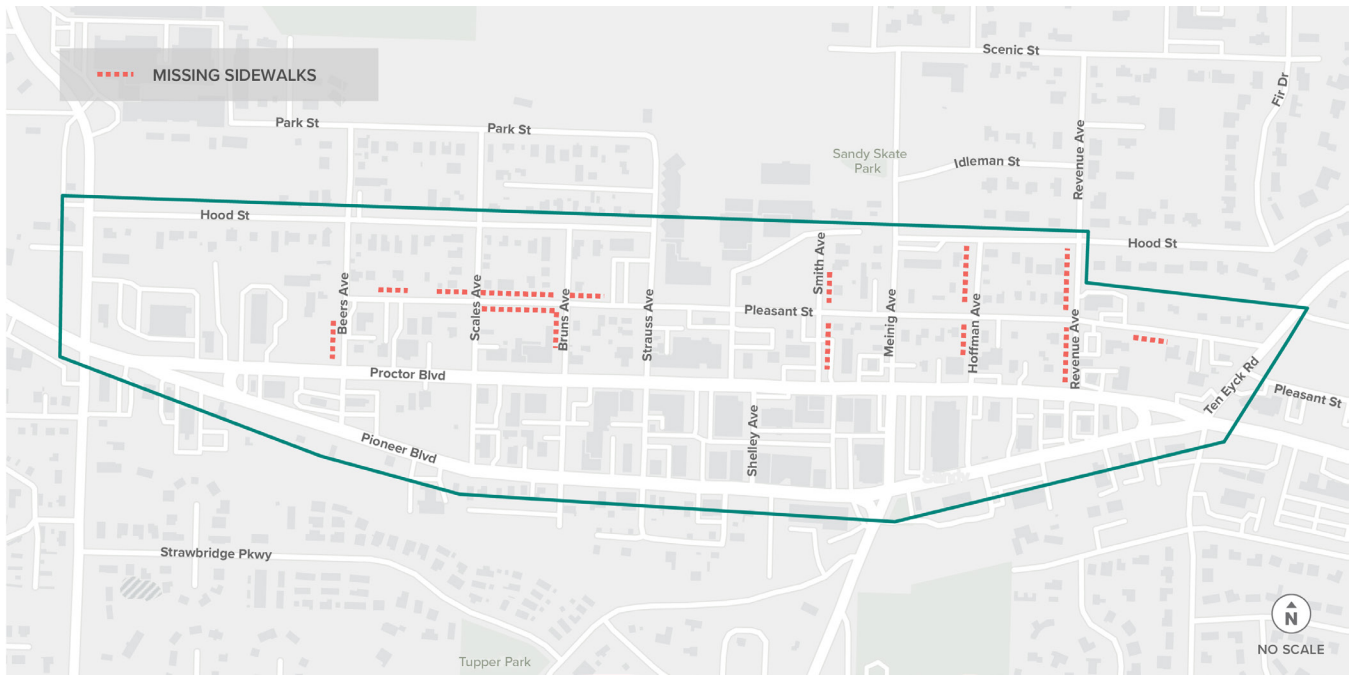 Scenic St
MISSING SIDEWALKS
Fir Dr
Park St
Park St
Revenue Ave
Sandy Skate
Park
Idleman St
Hood St
Hood St
Smith Ave
Beers Ave
Scales Ave
Bruns Ave
Strauss Ave
Pleasant St
Meinig Ave
Hoffman Ave
Revenue Ave
Proctor Blvd
Ten Eyck Rd
Pleasant St
Shelley Ave
Pioneer Blvd
Strawbridge Pkwy
N
NO SCALE
Tupper Park